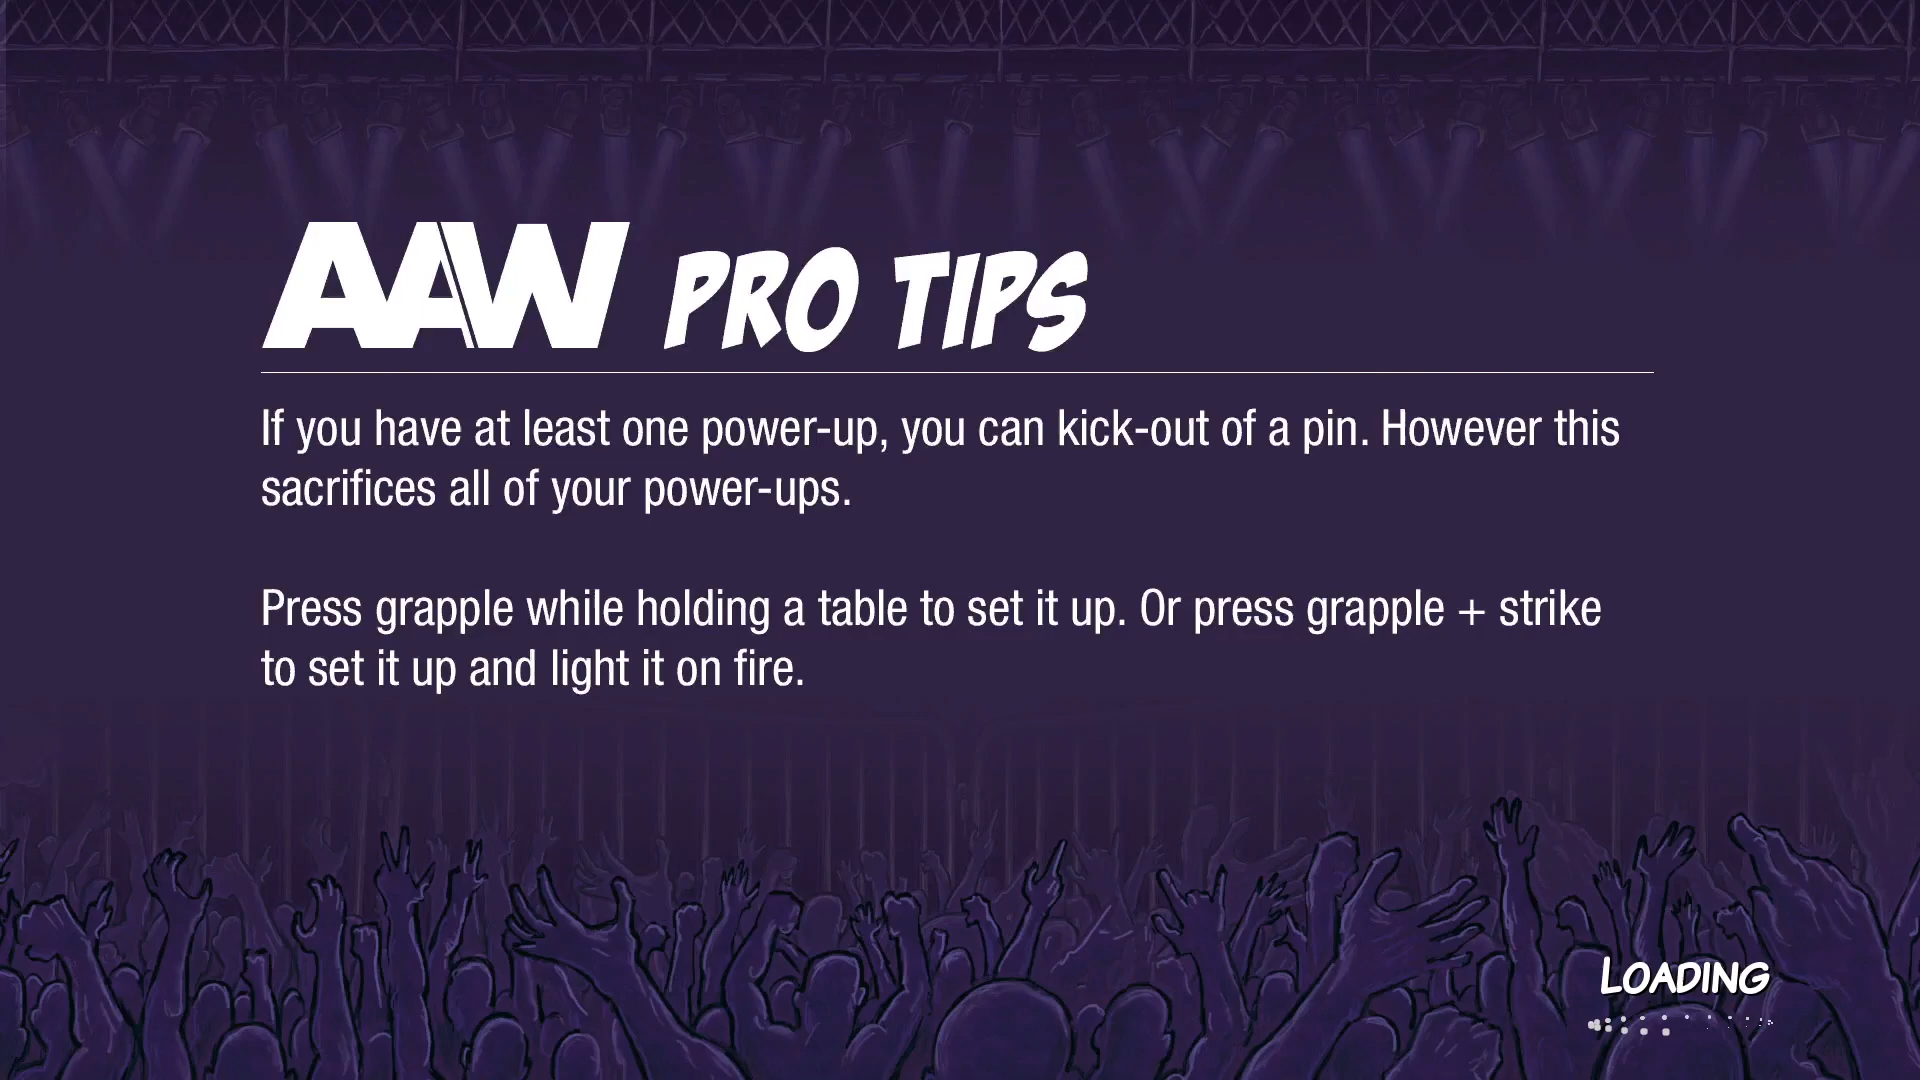 AAW PRO TIPS
If you have at least one power-up, you can kick-out of a pin. However this
sacrifices all of your power-ups.
Press grapple while holding a table to set it up. Or press grapple + strike
to set it up and light it on fire.
LOADING